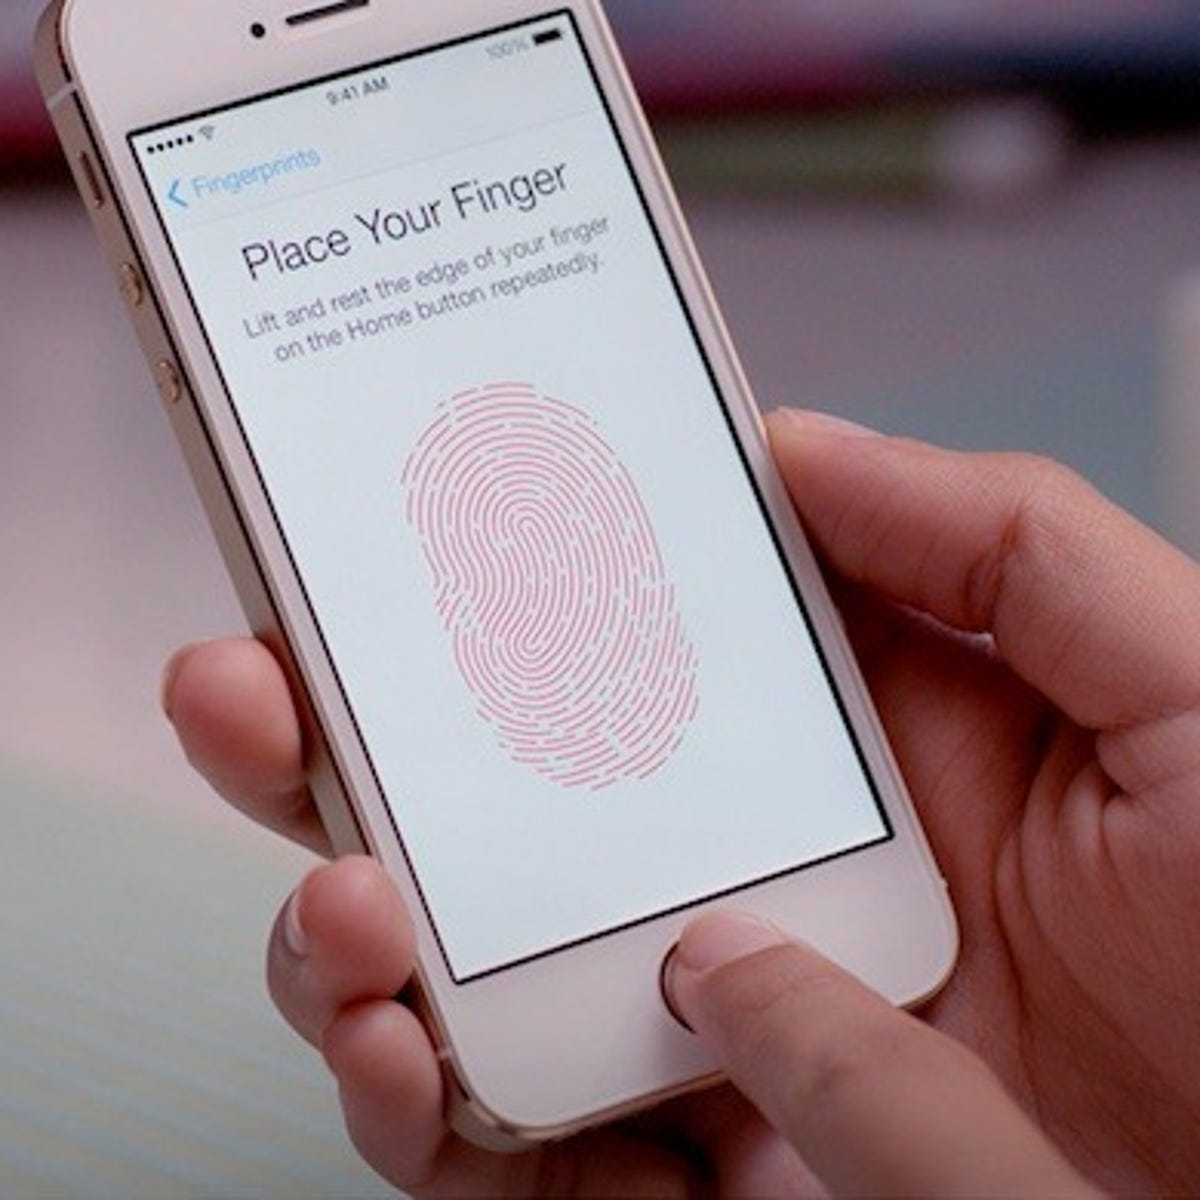 9:41 AM
100%
Fingerprints
Place Your Finger
Lift and rest the edge of your finger
on the Home button repeatedly.